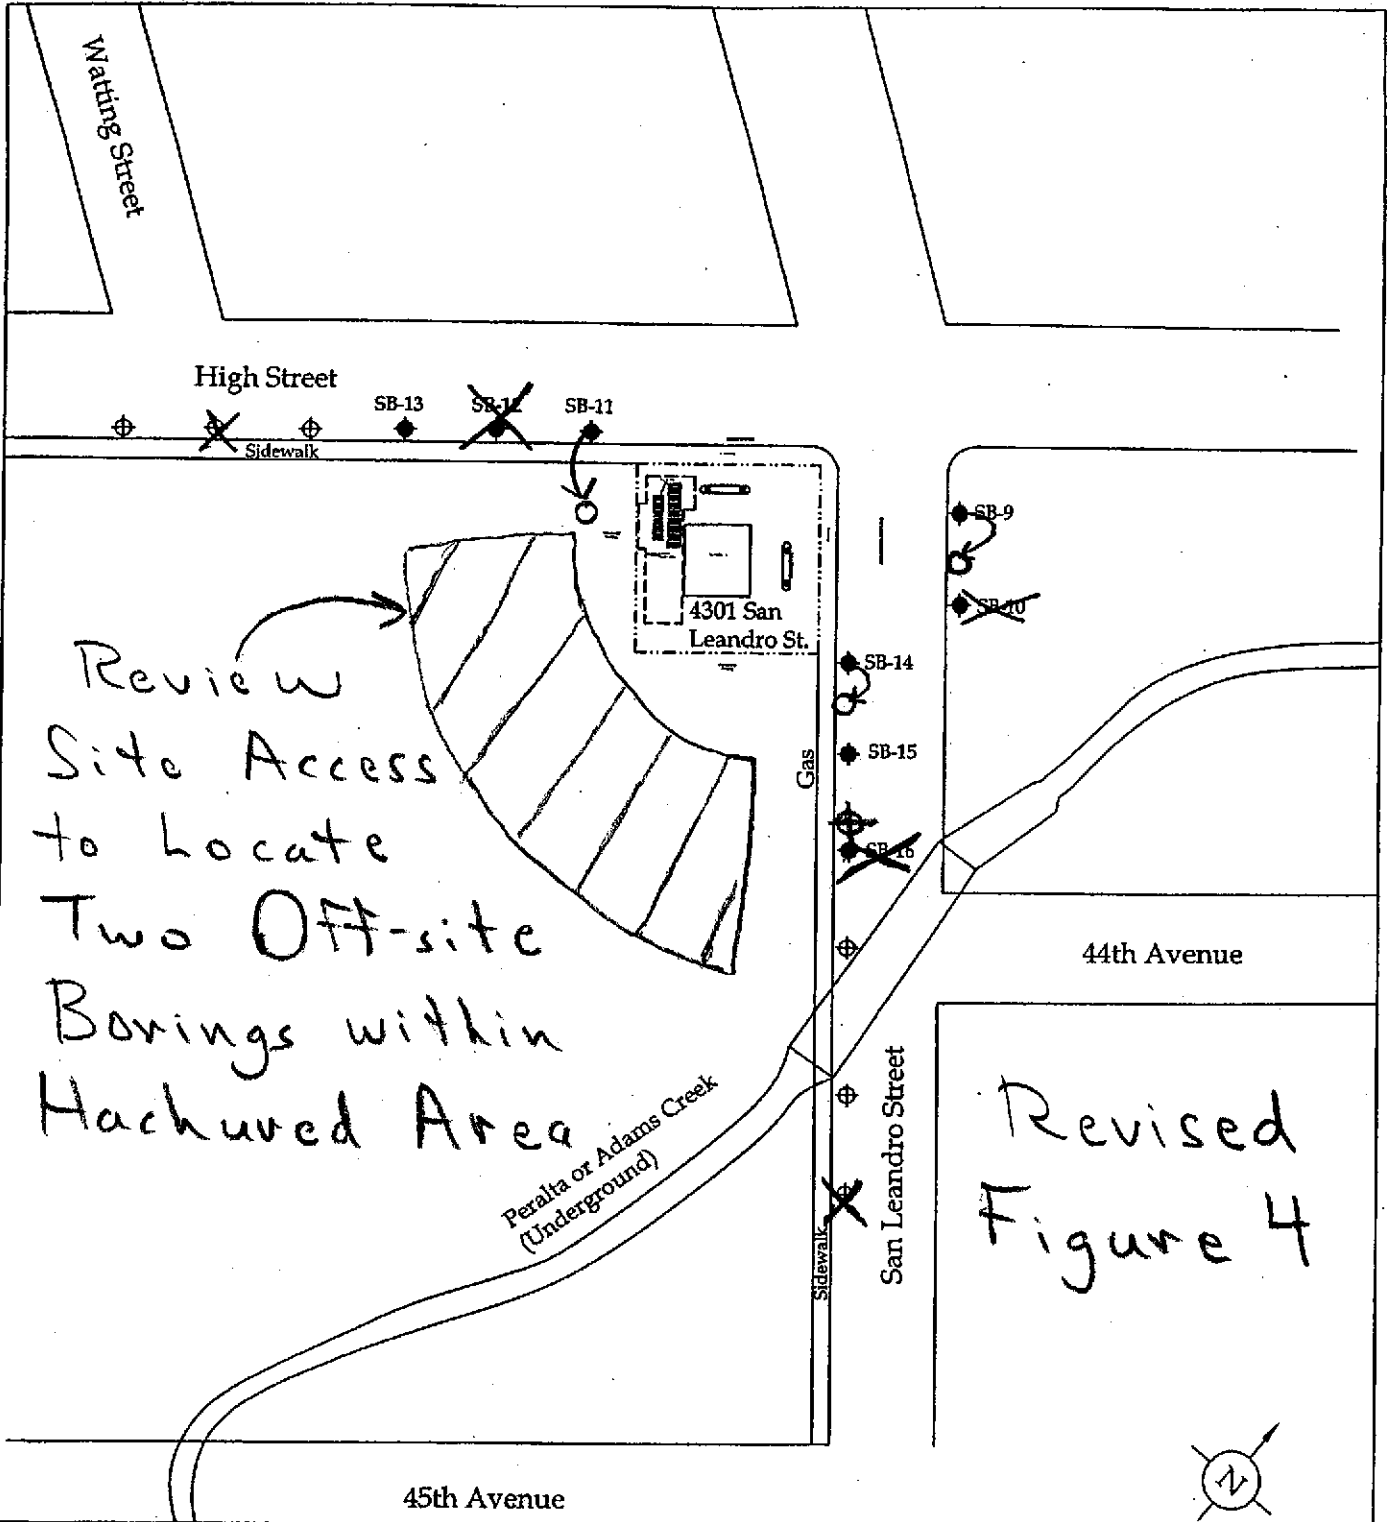 Watting Street
High Street
SB-13
SB-12
SB-11
Sidewalk
SB-9
SB-10
4301 San
Leandro St.
SB-14
SB-15
Gas
SB-16
Review
Site Access
to Locate
Two Off-site
Borings within
Hachured Area
44th Avenue
San Leandro Street
Peralta or Adams Creek
(Underground)
Sidewalk
Revised
Figure 4
45th Avenue
N